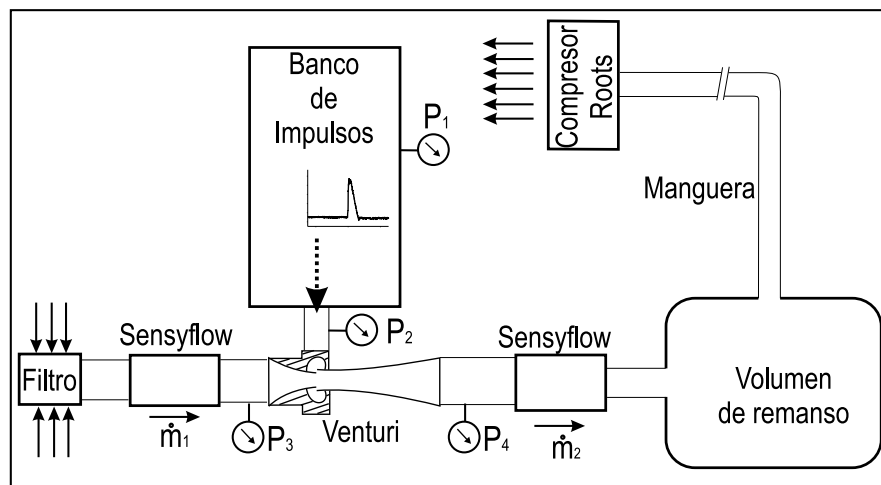 Banco
de
Impulsos
P1
Compresor
Roots
Manguera
Sensyflow
P2
Sensyflow
Filtro
Volumen
de remanso
ṁ1
P3
Venturi
P4
ṁ2